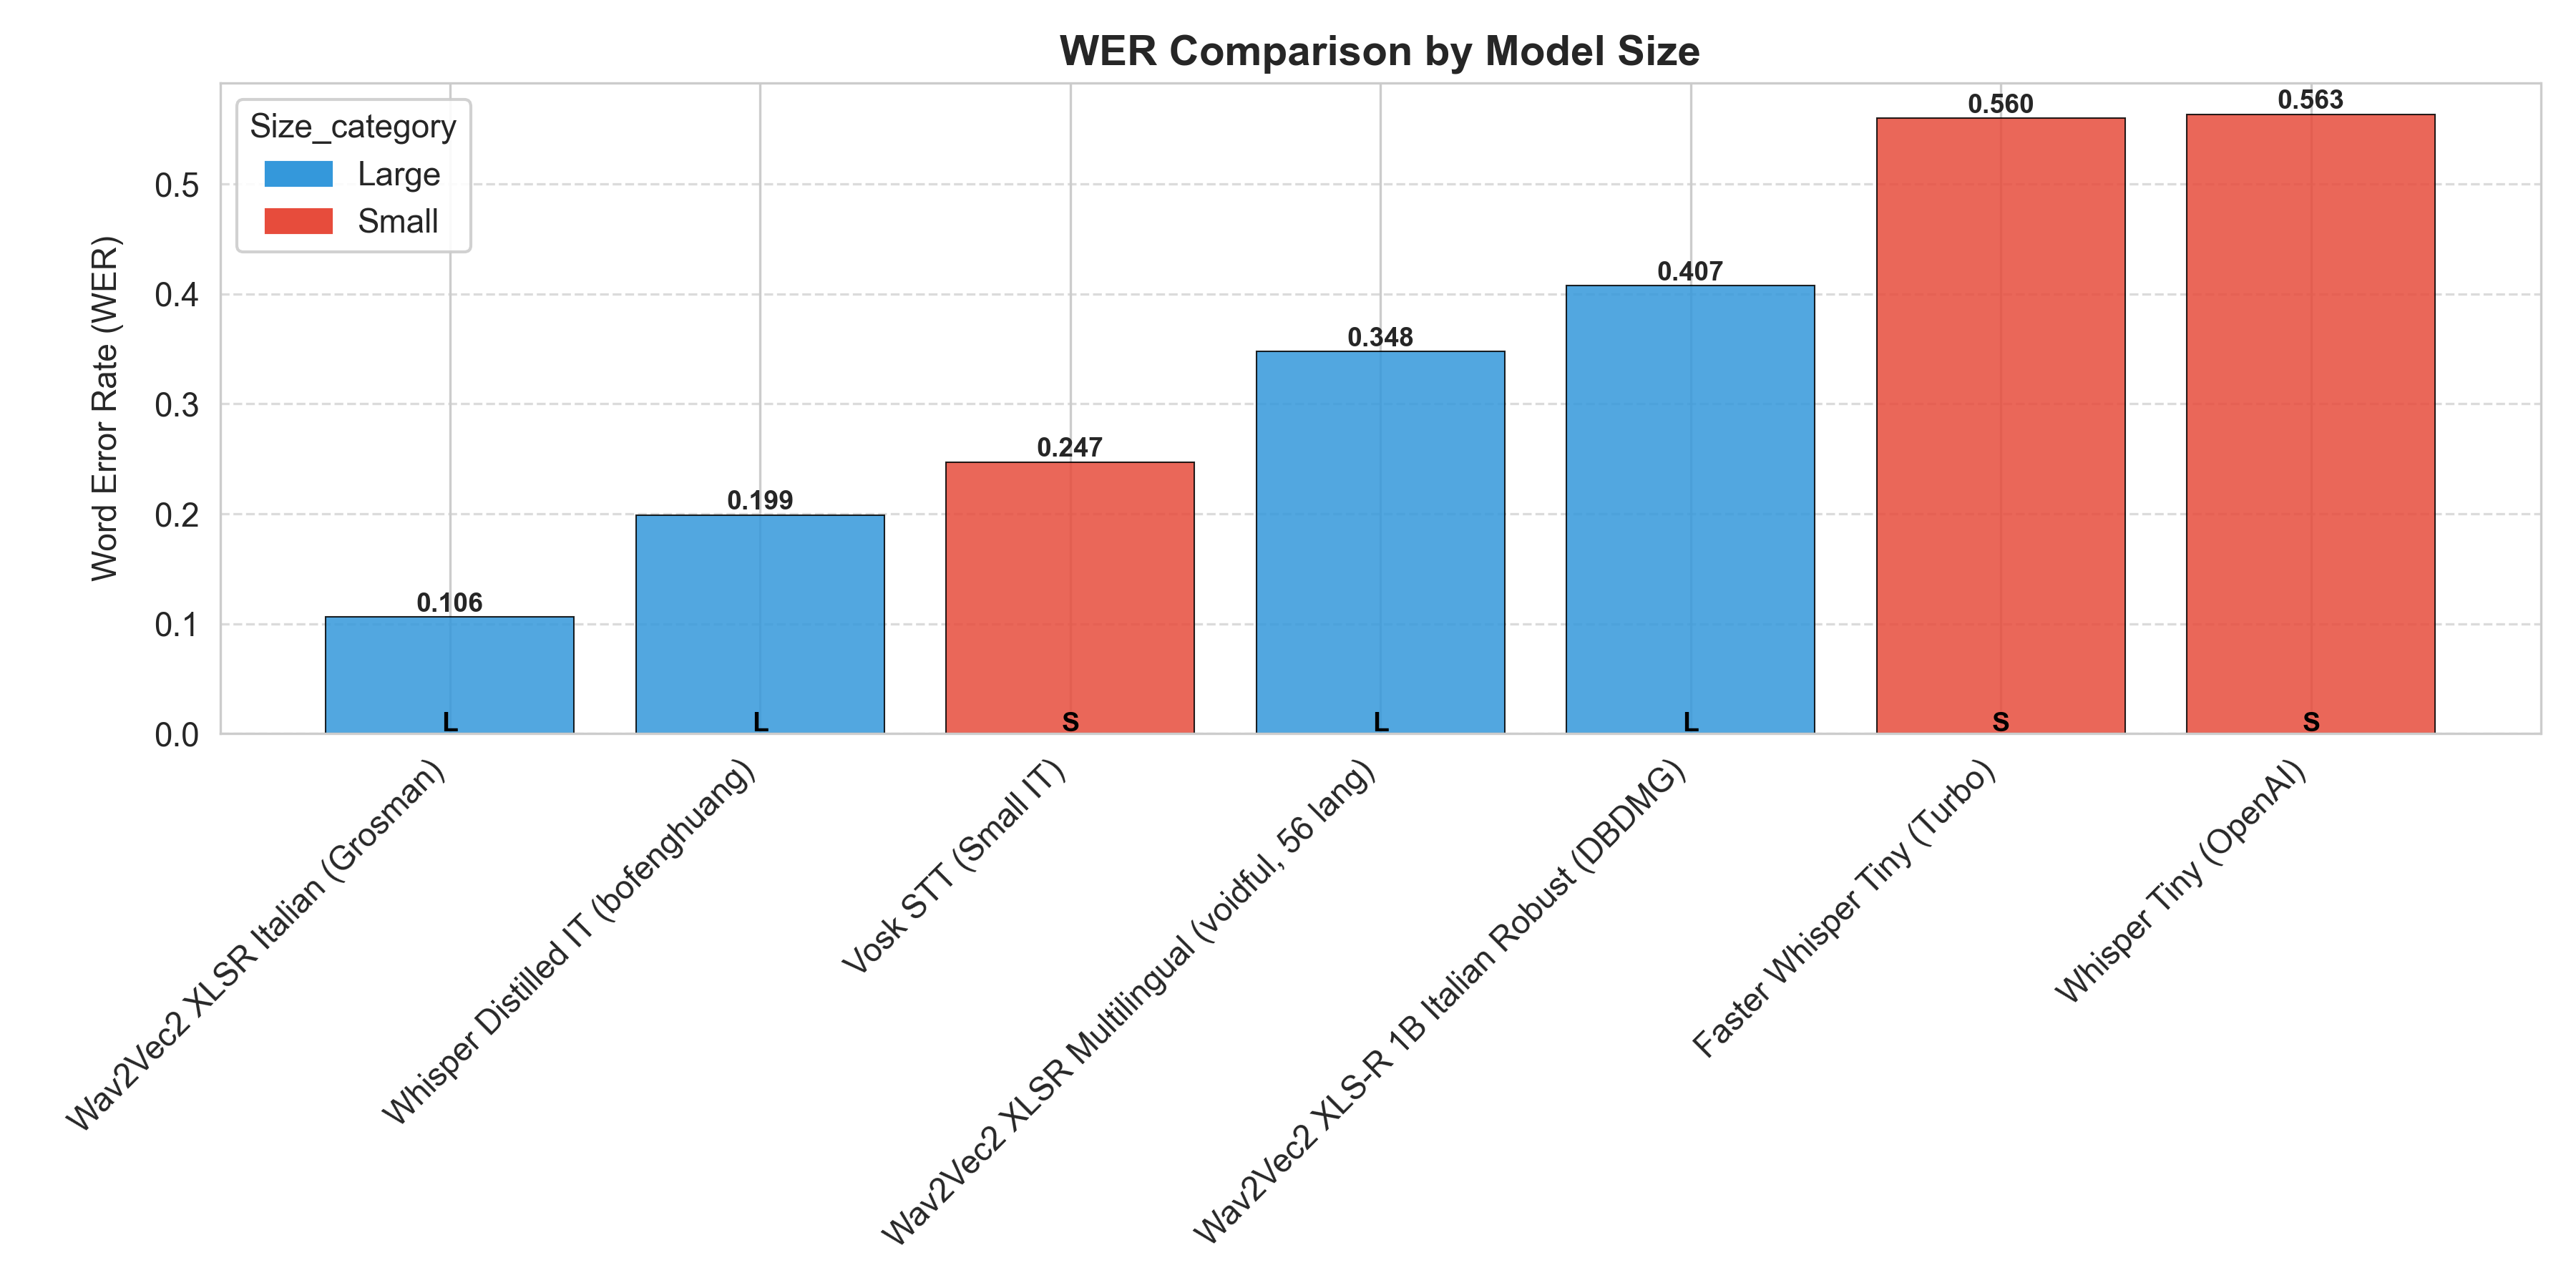 WER Comparison by Model Size
Size_category
Large
Small
Word Error Rate (WER)
0.5
0.4
0.3
0.2
0.1
0.0
0.106
0.199
0.247
0.348
0.407
0.560
0.563
L
L
S
L
L
S
S
Wav2Vec2 XLSR Italian (Grosman)
Whisper Distilled IT (bofenghuang)
Vosk STT (Small IT)
Wav2Vec2 XLSR Multilingual (voidful, 56 lang)
Wav2Vec2 XLS-R 1B Italian Robust (DBDMG)
Faster Whisper Tiny (Turbo)
Whisper Tiny (OpenAI)